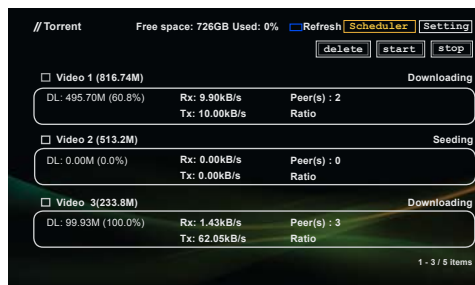 // Torrent Free space: 726GB Used: 0% Refresh Scheduler Setting
delete start stop
Video 1 (816.74M) Downloading
DL: 495.70M (60.8%) Rx: 9.90kB/s Peer(s) : 2
Tx: 10.00kB/s Ratio
Video 2 (513.2M) Seeding
DL: 0.00M (0.0%) Rx: 0.00kB/s Peer(s) : 0
Tx: 0.00kB/s Ratio
Video 3(233.8M) Downloading
DL: 99.93M (100.0%) Rx: 1.43kB/s Peer(s) : 3
Tx: 62.05kB/s Ratio
1 - 3 / 5 items